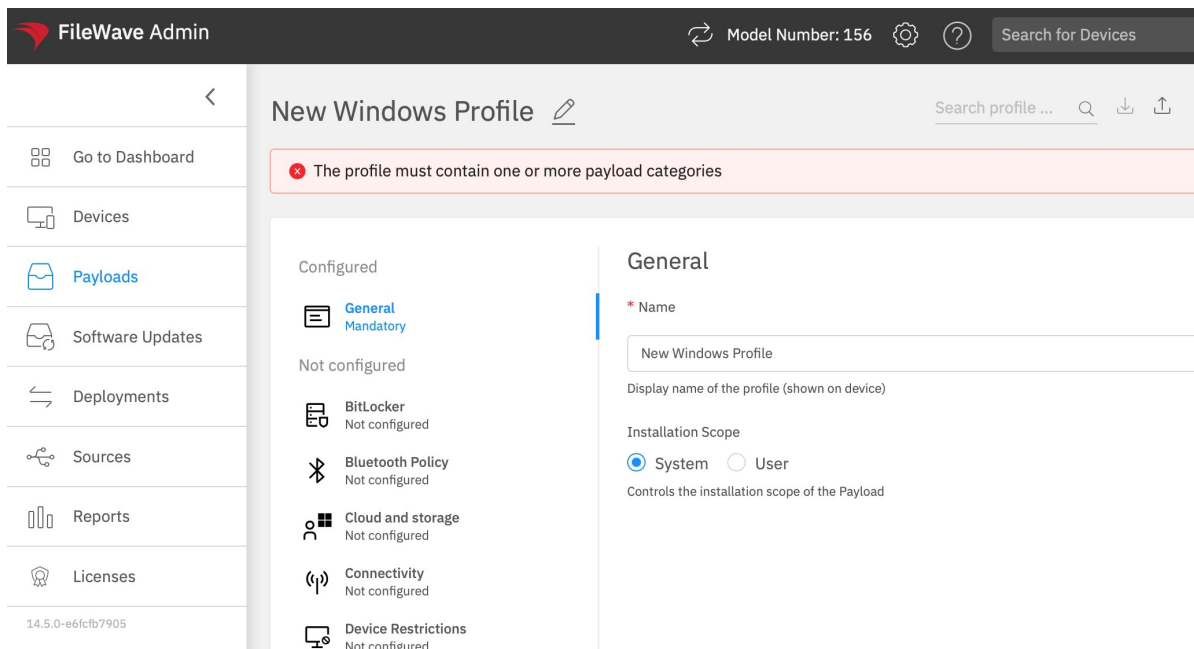 FileWave Admin
Model Number: 156
Search for Devices
New Windows Profile
Search profile ...
The profile must contain one or more payload categories
Go to Dashboard
Devices
Payloads
Software Updates
Deployments
Sources
Reports
Licenses
14.5.0-e6fcfb7905
Configured
General
Mandatory
Not configured
BitLocker
Not configured
Bluetooth Policy
Not configured
Cloud and storage
Not configured
Connectivity
Not configured
Device Restrictions
Not configured
General
* Name
New Windows Profile
Display name of the profile (shown on device)
Installation Scope
System User
Controls the installation scope of the Payload